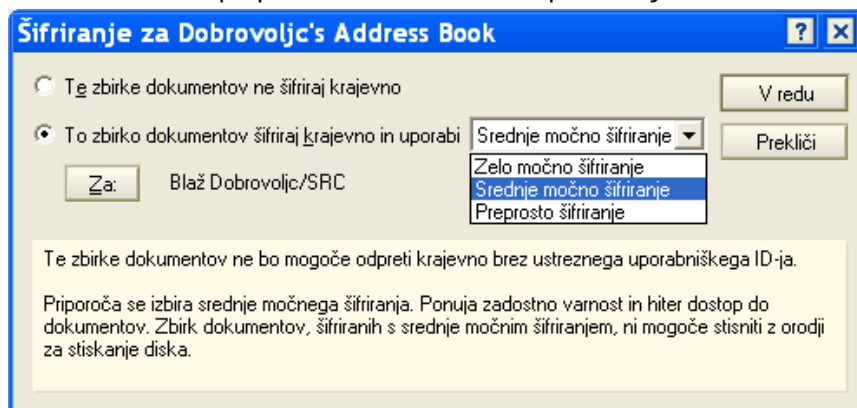 Šifriranje za Dobrovoljc's Address Book
Te zbirke dokumentov ne šifriraj krajevno
V redu
To zbirko dokumentov šifriraj krajevno in uporabi Srednje močno šifriranje
Prekliči
Zelo močno šifriranje
Srednje močno šifriranje
Preprosto šifriranje
Za: Blaž Dobrovoljc/SRC
Te zbirke dokumentov ne bo mogoče odpreti krajevno brez ustreznega uporabniškega ID-ja.
Priporoča se izbira srednje močnega šifriranja. Ponuja zadostno varnost in hiter dostop do
dokumentov. Zbirk dokumentov, šifriranih s srednje močnim šifriranjem, ni mogoče stisniti z orodji
za stiskanje diska.